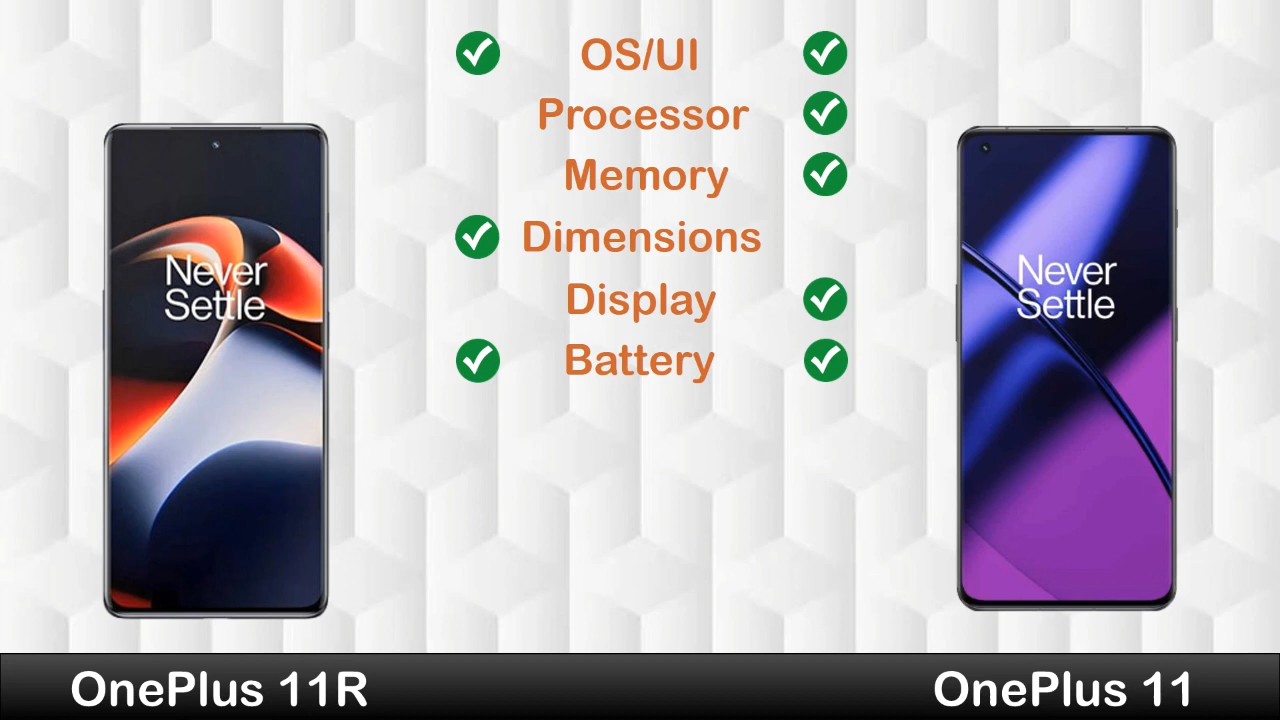 OS/UI
Processor
Memory
Dimensions
Display
Battery
Never
Settle
Never
Settle
OnePlus 11R
OnePlus 11